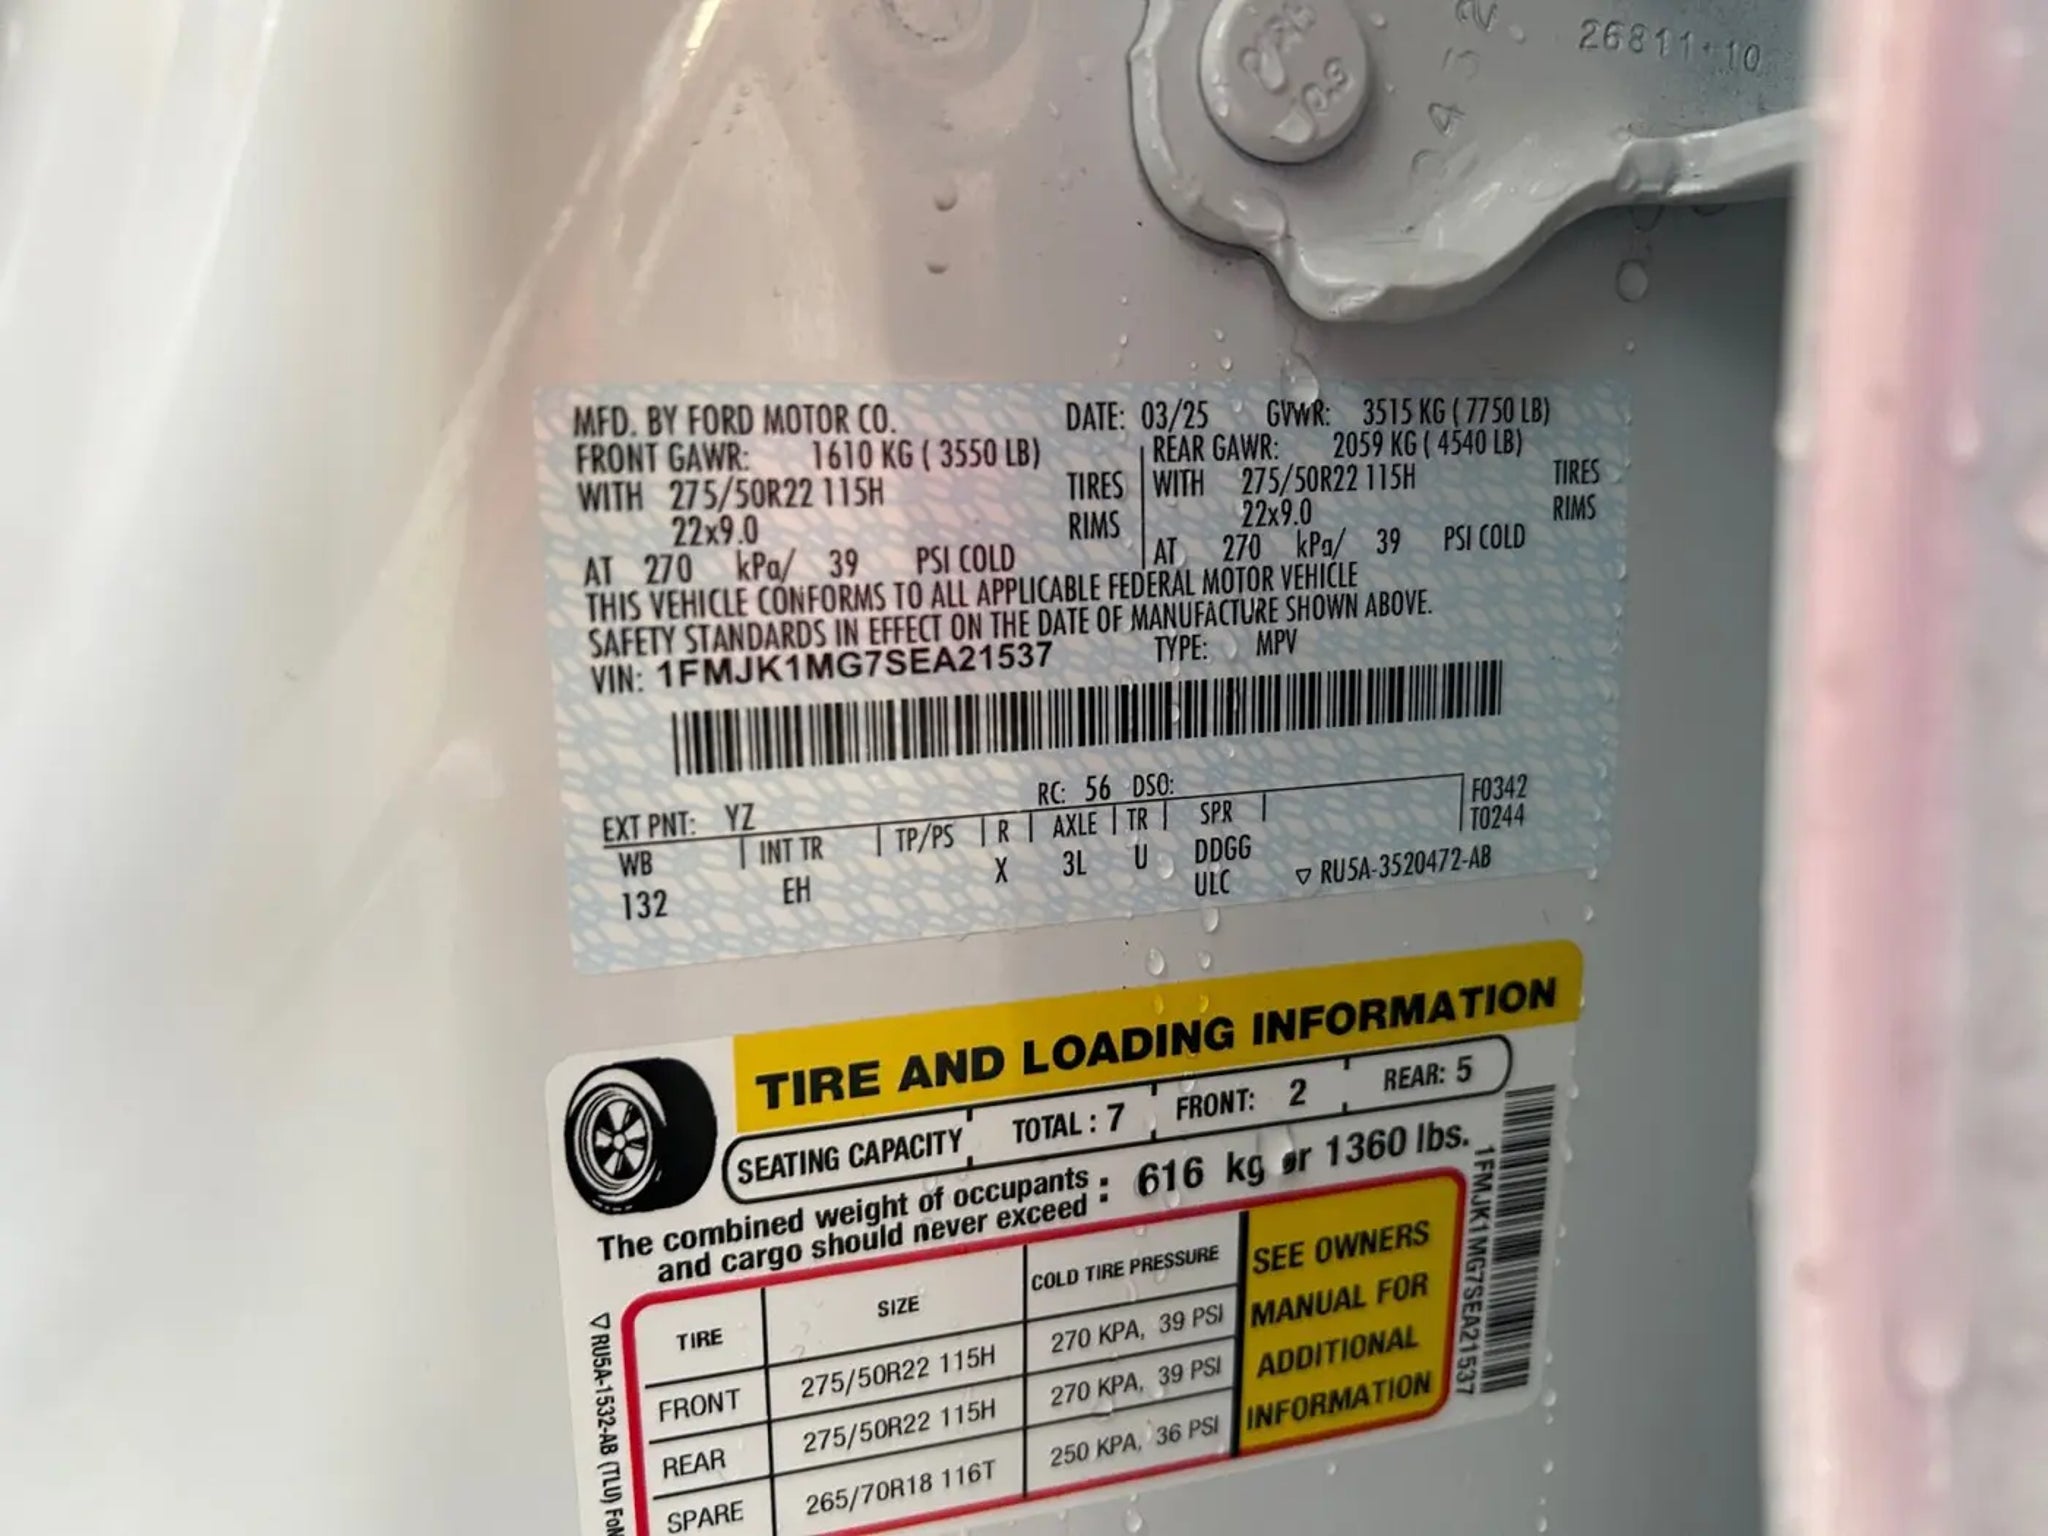 26811-10
MFD. BY FORD MOTOR CO. DATE: 03/25 GVWR: 3515 KG ( 7750 LB)
FRONT GAWR: 1610 KG ( 3550 LB) REAR GAWR: 2059 KG ( 4540 LB)
WITH 275/50R22 115H TIRES WITH 275/50R22 115H TIRES
22x9.0 RIMS 22x9.0 RIMS
AT 270 kPa/ 39 PSI COLD AT 270 kPa/ 39 PSI COLD
THIS VEHICLE CONFORMS TO ALL APPLICABLE FEDERAL MOTOR VEHICLE
SAFETY STANDARDS IN EFFECT ON THE DATE OF MANUFACTURE SHOWN ABOVE.
VIN: 1FMJK1MG7SEA21537 TYPE: MPV
EXT PNT: YZ RC: 56 DSO: F0342
WB INT TR TP/PS R AXLE TR SPR T0244
132 EH X 3L U DDGG
ULC ▽ RU5A-3520472-AB
TIRE AND LOADING INFORMATION
SEATING CAPACITY TOTAL : 7 FRONT: 2 REAR: 5
The combined weight of occupants and cargo should never exceed : 616 kg or 1360 lbs.
TIRE SIZE COLD TIRE PRESSURE
FRONT 275/50R22 115H 270 KPA, 39 PSI
REAR 275/50R22 115H 270 KPA, 39 PSI
SPARE 265/70R18 116T 250 KPA, 36 PSI
SEE OWNERS
MANUAL FOR
ADDITIONAL
INFORMATION
1FMJK1MG7SEA21537
▽ RU5A-1532-AB (TLU)